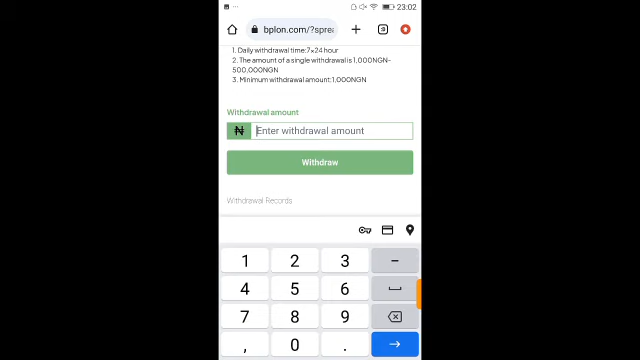 23:02
bplon.com/?sprea
1. Daily withdrawal time:7×24 hour
2. The amount of a single withdrawal is 1,000NGN-
500,000NGN
3. Minimum withdrawal amount:1,000NGN
Withdrawal amount
₦ Enter withdrawal amount
Withdraw
Withdrawal Records
1 2 3 –
4 5 6
7 8 9
, 0 .